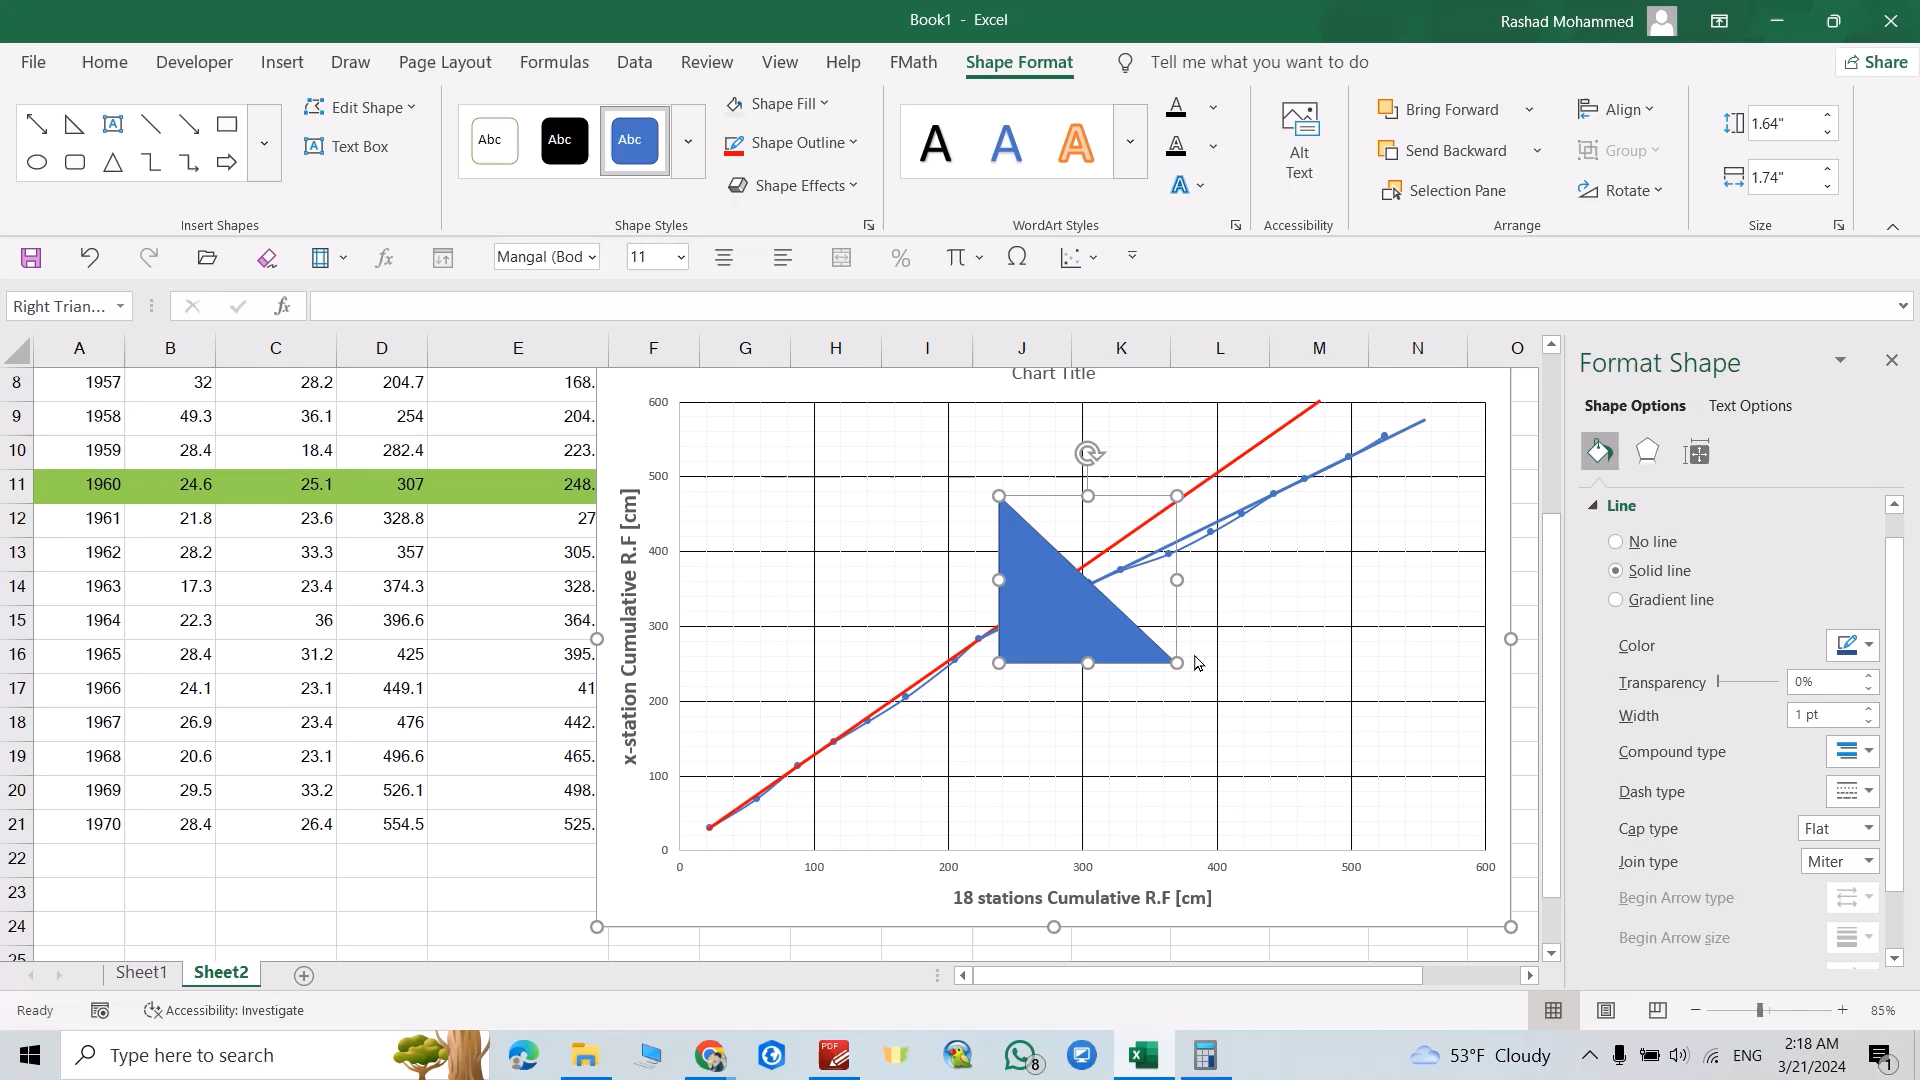 Book1 - Excel
Rashad Mohammed
File Home Developer Insert Draw Page Layout Formulas Data Review View Help FMath Shape Format Tell me what you want to do Share
Edit Shape
Text Box
Insert Shapes
Abc Abc Abc
Shape Fill
Shape Outline
Shape Effects
Shape Styles
A A A
WordArt Styles
Alt
Text
Accessibility
Bring Forward
Send Backward
Selection Pane
Align
Group
Rotate
Arrange
1.64"
1.74"
Size
Mangal (Bod 11
Right Trian...
A B C D E F G H I J K L M N O
8 1957 32 28.2 204.7 168.
9 1958 49.3 36.1 254 204.
10 1959 28.4 18.4 282.4 223.
11 1960 24.6 25.1 307 248.
12 1961 21.8 23.6 328.8 27
13 1962 28.2 33.3 357 305.
14 1963 17.3 23.4 374.3 328.
15 1964 22.3 36 396.6 364.
16 1965 28.4 31.2 425 395.
17 1966 24.1 23.1 449.1 41
18 1967 26.9 23.4 476 442.
19 1968 20.6 23.1 496.6 465.
20 1969 29.5 33.2 526.1 498.
21 1970 28.4 26.4 554.5 525.
22
23
24
25
Chart Title
600
500
400
300
200
100
0
x-station Cumulative R.F [cm]
0 100 200 300 400 500 600
18 stations Cumulative R.F [cm]
Format Shape
Shape Options Text Options
Line
No line
Solid line
Gradient line
Color
Transparency 0%
Width 1 pt
Compound type
Dash type
Cap type Flat
Join type Miter
Begin Arrow type
Begin Arrow size
Sheet1 Sheet2
Ready Accessibility: Investigate 85%
Type here to search
8
53°F Cloudy
ENG
2:18 AM
3/21/2024
1